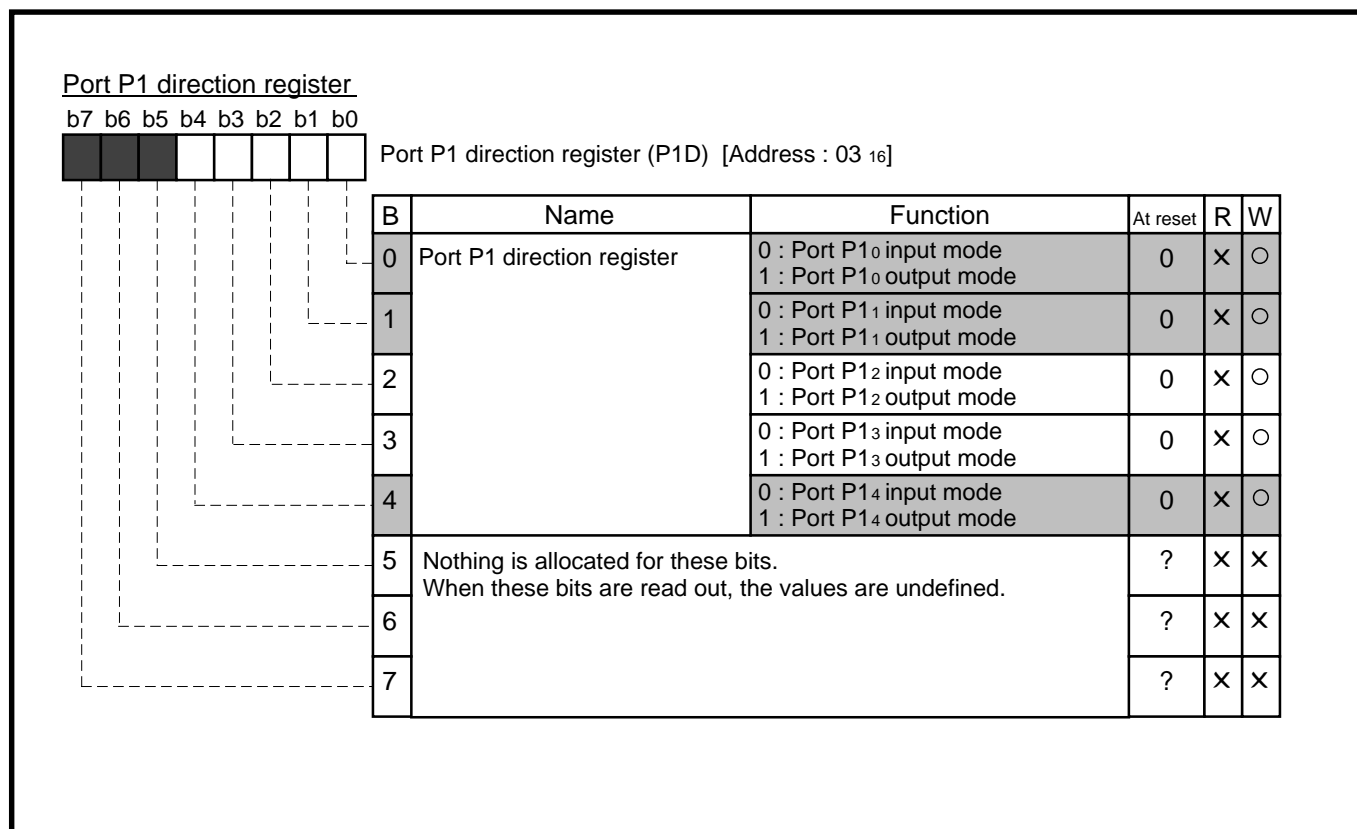 Port P1 direction register
b7 b6 b5 b4 b3 b2 b1 b0
Port P1 direction register (P1D) [Address : 03 16]
B Name Function At reset R W
0 Port P1 direction register 0 : Port P10 input mode 0 × ○
1 : Port P10 output mode
1 0 : Port P11 input mode 0 × ○
1 : Port P11 output mode
2 0 : Port P12 input mode 0 × ○
1 : Port P12 output mode
3 0 : Port P13 input mode 0 × ○
1 : Port P13 output mode
4 0 : Port P14 input mode 0 × ○
1 : Port P14 output mode
5 Nothing is allocated for these bits. ? × ×
When these bits are read out, the values are undefined.
6 ? × ×
7 ? × ×